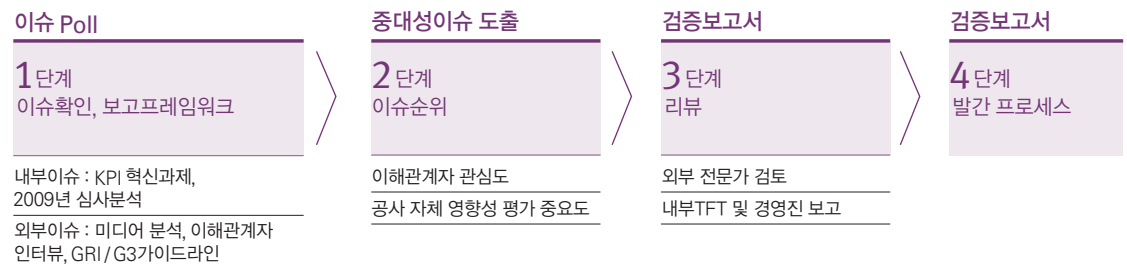 이슈 Poll
1단계
이슈확인, 보고프레임워크
내부이슈 : KPI 혁신과제,
2009년 심사분석
외부이슈 : 미디어 분석, 이해관계자
인터뷰, GRI / G3가이드라인
중대성이슈 도출
2 단계
이슈순위
이해관계자 관심도
공사 자체 영향성 평가 중요도
검증보고서
3 단계
리뷰
외부 전문가 검토
내부TFT 및 경영진 보고
검증보고서
4 단계
발간 프로세스